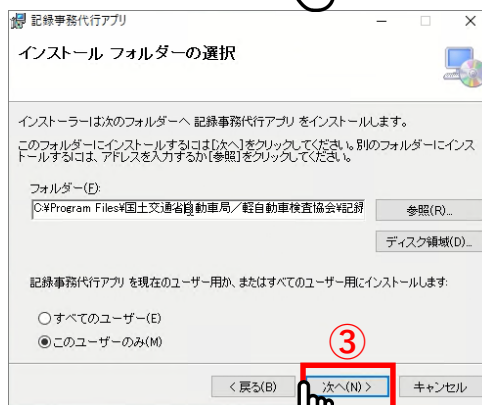 記録事務代行アプリ
インストール フォルダーの選択
インストーラーは次のフォルダーへ 記録事務代行アプリ をインストールします。
このフォルダーにインストールするには[次へ]をクリックしてください。別のフォルダーにインス
トールするには、アドレスを入力するか[参照]をクリックしてください。
フォルダー(F):
C:¥Program Files¥国土交通省自動車局／軽自動車検査協会¥記録
参照(R)...
ディスク領域(D)...
記録事務代行アプリ を現在のユーザー用か、またはすべてのユーザー用にインストールします:
すべてのユーザー(E)
このユーザーのみ(M)
③
< 戻る(B)
次へ(N) >
キャンセル